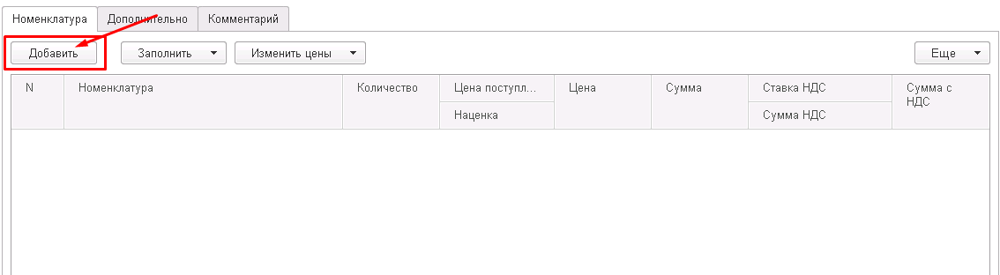 Номенклатура Дополнительно Комментарий
Добавить Заполнить Изменить цены Еще
N Номенклатура Количество Цена поступл... Цена Сумма Ставка НДС Сумма с НДС
Наценка Сумма НДС